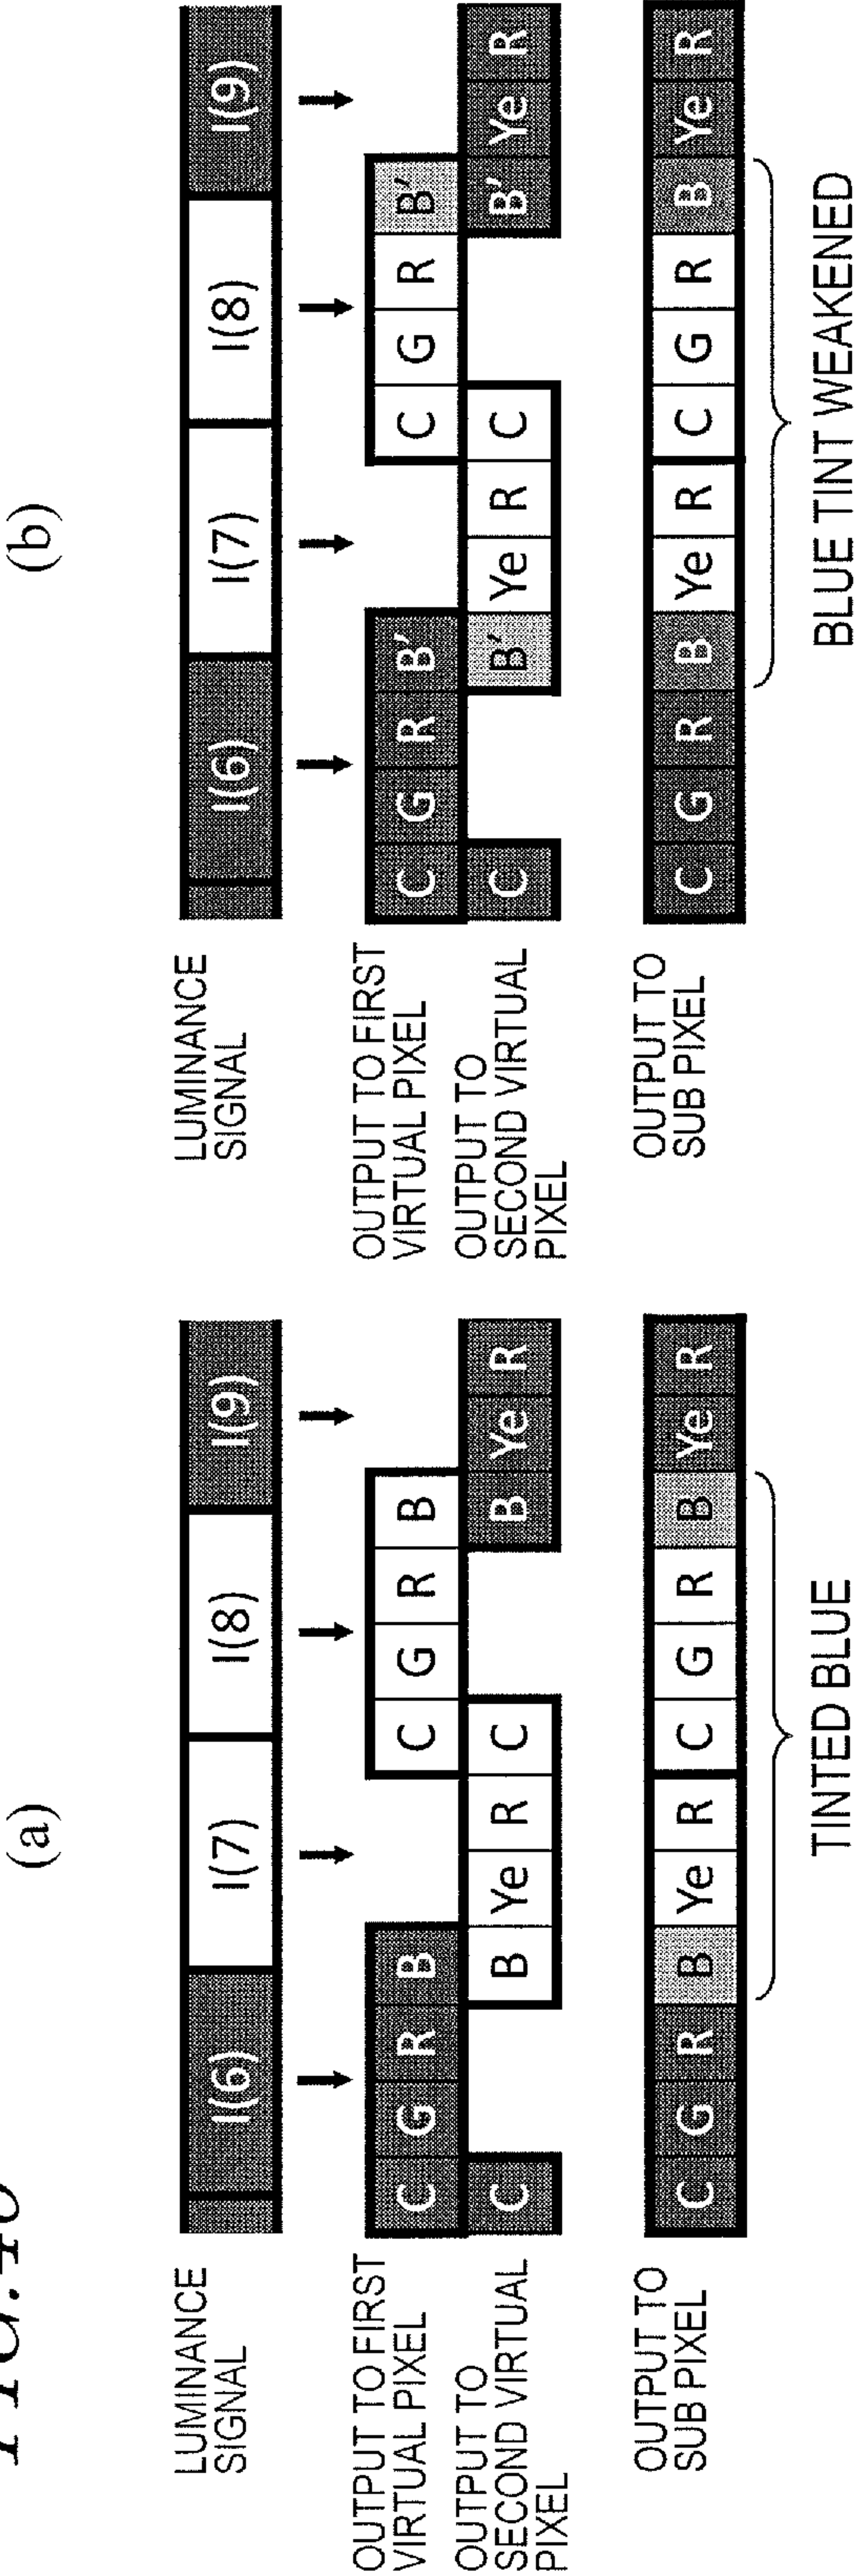 FIG.
(a)
LUMINANCE
SIGNAL
I(6) I(7) I(8) I(9)
OUTPUT TO FIRST
VIRTUAL PIXEL
C G R B C G R B
OUTPUT TO
SECOND VIRTUAL
PIXEL
C B Ye R C B Ye R
OUTPUT TO
SUB PIXEL
C G R B Ye R C G R B Ye R
TINTED BLUE
(b)
LUMINANCE
SIGNAL
I(6) I(7) I(8) I(9)
OUTPUT TO FIRST
VIRTUAL PIXEL
C G R B' C G R B'
OUTPUT TO
SECOND VIRTUAL
PIXEL
C B' Ye R C B' Ye R
OUTPUT TO
SUB PIXEL
C G R B Ye R C G R B Ye R
BLUE TINT WEAKENED